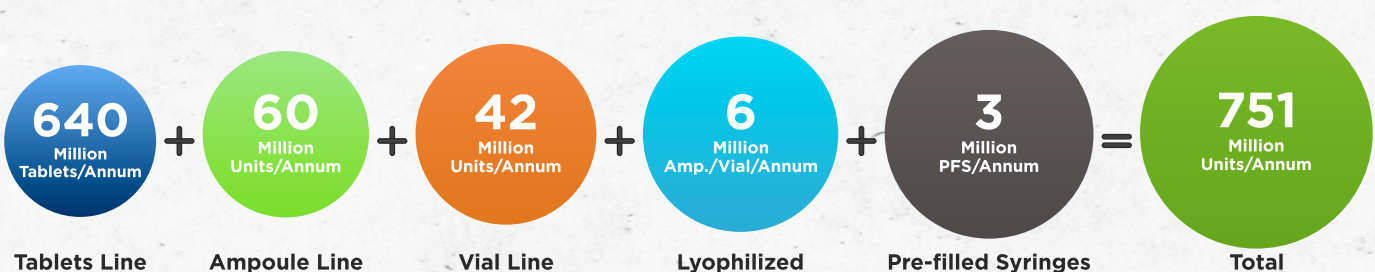 640
Million
Tablets/Annum
Tablets Line
+
60
Million
Units/Annum
Ampoule Line
+
42
Million
Units/Annum
Vial Line
+
6
Million
Amp./Vial/Annum
Lyophilized
+
3
Million
PFS/Annum
Pre-filled Syringes
=
751
Million
Units/Annum
Total